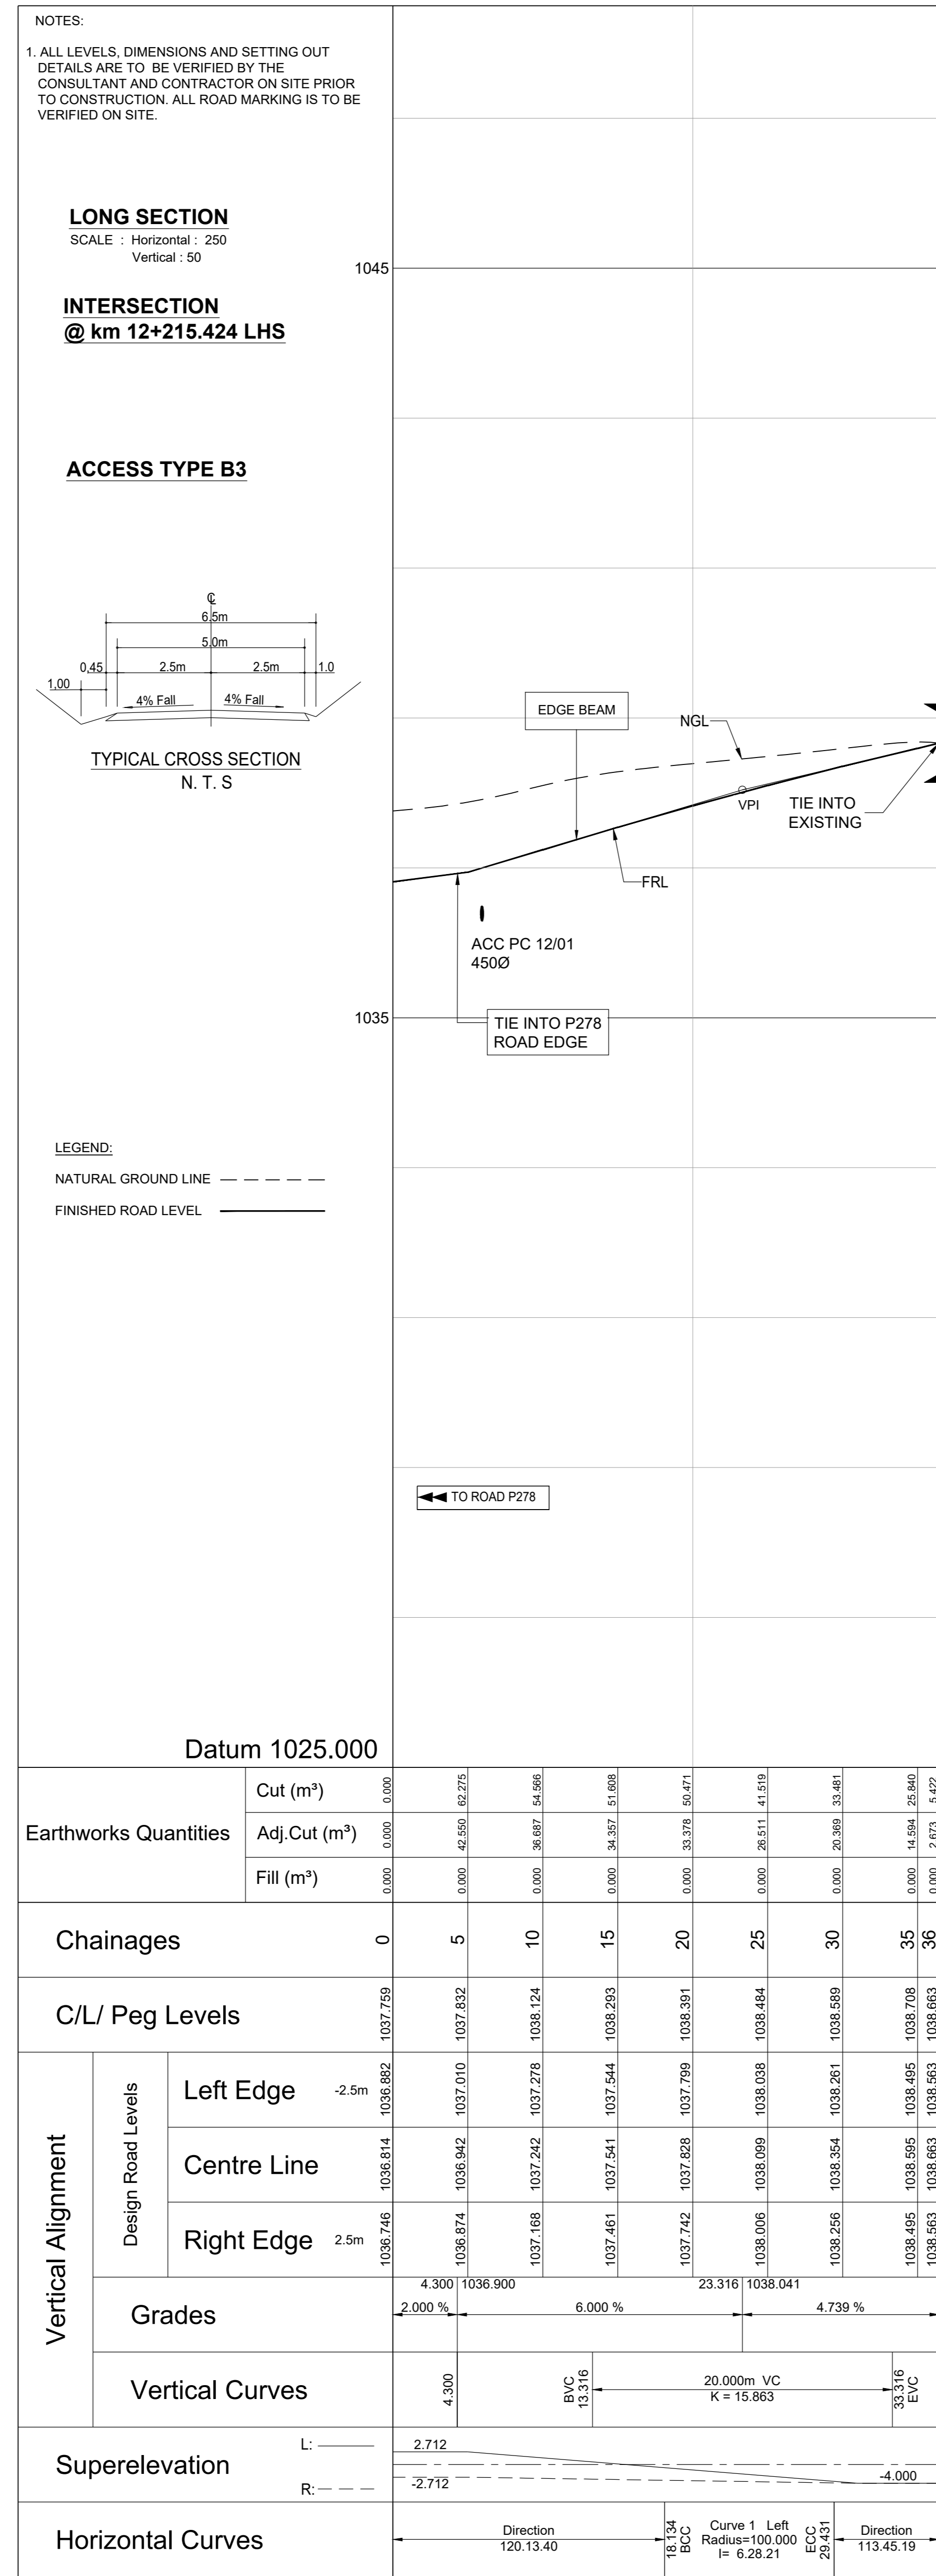 NOTES:
1. ALL LEVELS, DIMENSIONS AND SETTING OUT
DETAILS ARE TO BE VERIFIED BY THE
CONSULTANT AND CONTRACTOR ON SITE PRIOR
TO CONSTRUCTION. ALL ROAD MARKING IS TO BE
VERIFIED ON SITE.
LONG SECTION
SCALE : Horizontal : 250
Vertical : 50
INTERSECTION
@ km 12+215.424 LHS
ACCESS TYPE B3
℄
6.5m
5.0m
0,45 2.5m 2.5m 1.0
1,00
4% Fall 4% Fall
TYPICAL CROSS SECTION
N. T. S
1045
EDGE BEAM
NGL
VPI
TIE INTO
EXISTING
FRL
ACC PC 12/01
450Ø
1035
TIE INTO P278
ROAD EDGE
LEGEND:
NATURAL GROUND LINE
FINISHED ROAD LEVEL
TO ROAD P278
Datum 1025.000
Earthworks Quantities
Cut (m³) 0.000 62.275 54.566 51.608 50.471 41.519 33.481 25.840 5.422
Adj.Cut (m³) 0.000 42.550 36.687 34.357 33.378 26.511 20.369 14.594 2.673
Fill (m³) 0.000 0.000 0.000 0.000 0.000 0.000 0.000 0.000 0.000
Chainages 0 5 10 15 20 25 30 35 36
C/L/ Peg Levels 1037.759 1037.832 1038.124 1038.293 1038.391 1038.484 1038.589 1038.708 1038.663
Vertical Alignment
Design Road Levels
Left Edge -2.5m 1036.882 1037.010 1037.278 1037.544 1037.799 1038.038 1038.261 1038.495 1038.563
Centre Line 1036.814 1036.942 1037.242 1037.541 1037.828 1038.099 1038.354 1038.595 1038.663
Right Edge 2.5m 1036.746 1036.874 1037.168 1037.461 1037.742 1038.006 1038.256 1038.495 1038.563
Grades
4.300 1036.900 23.316 1038.041
2.000 % 6.000 % 4.739 %
Vertical Curves
4.300
BVC
13.316
20.000m VC
K = 15.863
33.316
EVC
Superelevation
L:
R:
2.712
-2.712
-4.000
Horizontal Curves
Direction
120.13.40
18.134
BCC
Curve 1 Left
Radius=100.000
I= 6.28.21
ECC
29.431
Direction
113.45.19